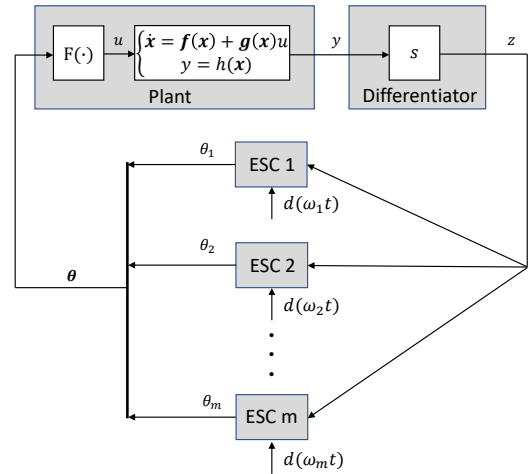 u
y
z
F(·)
ẋ = f(x) + g(x)u
y = h(x)
s
Plant
Differentiator
θ₁
ESC 1
d(ω₁t)
θ₂
ESC 2
θ
d(ω₂t)
θₘ
ESC m
d(ωₘt)